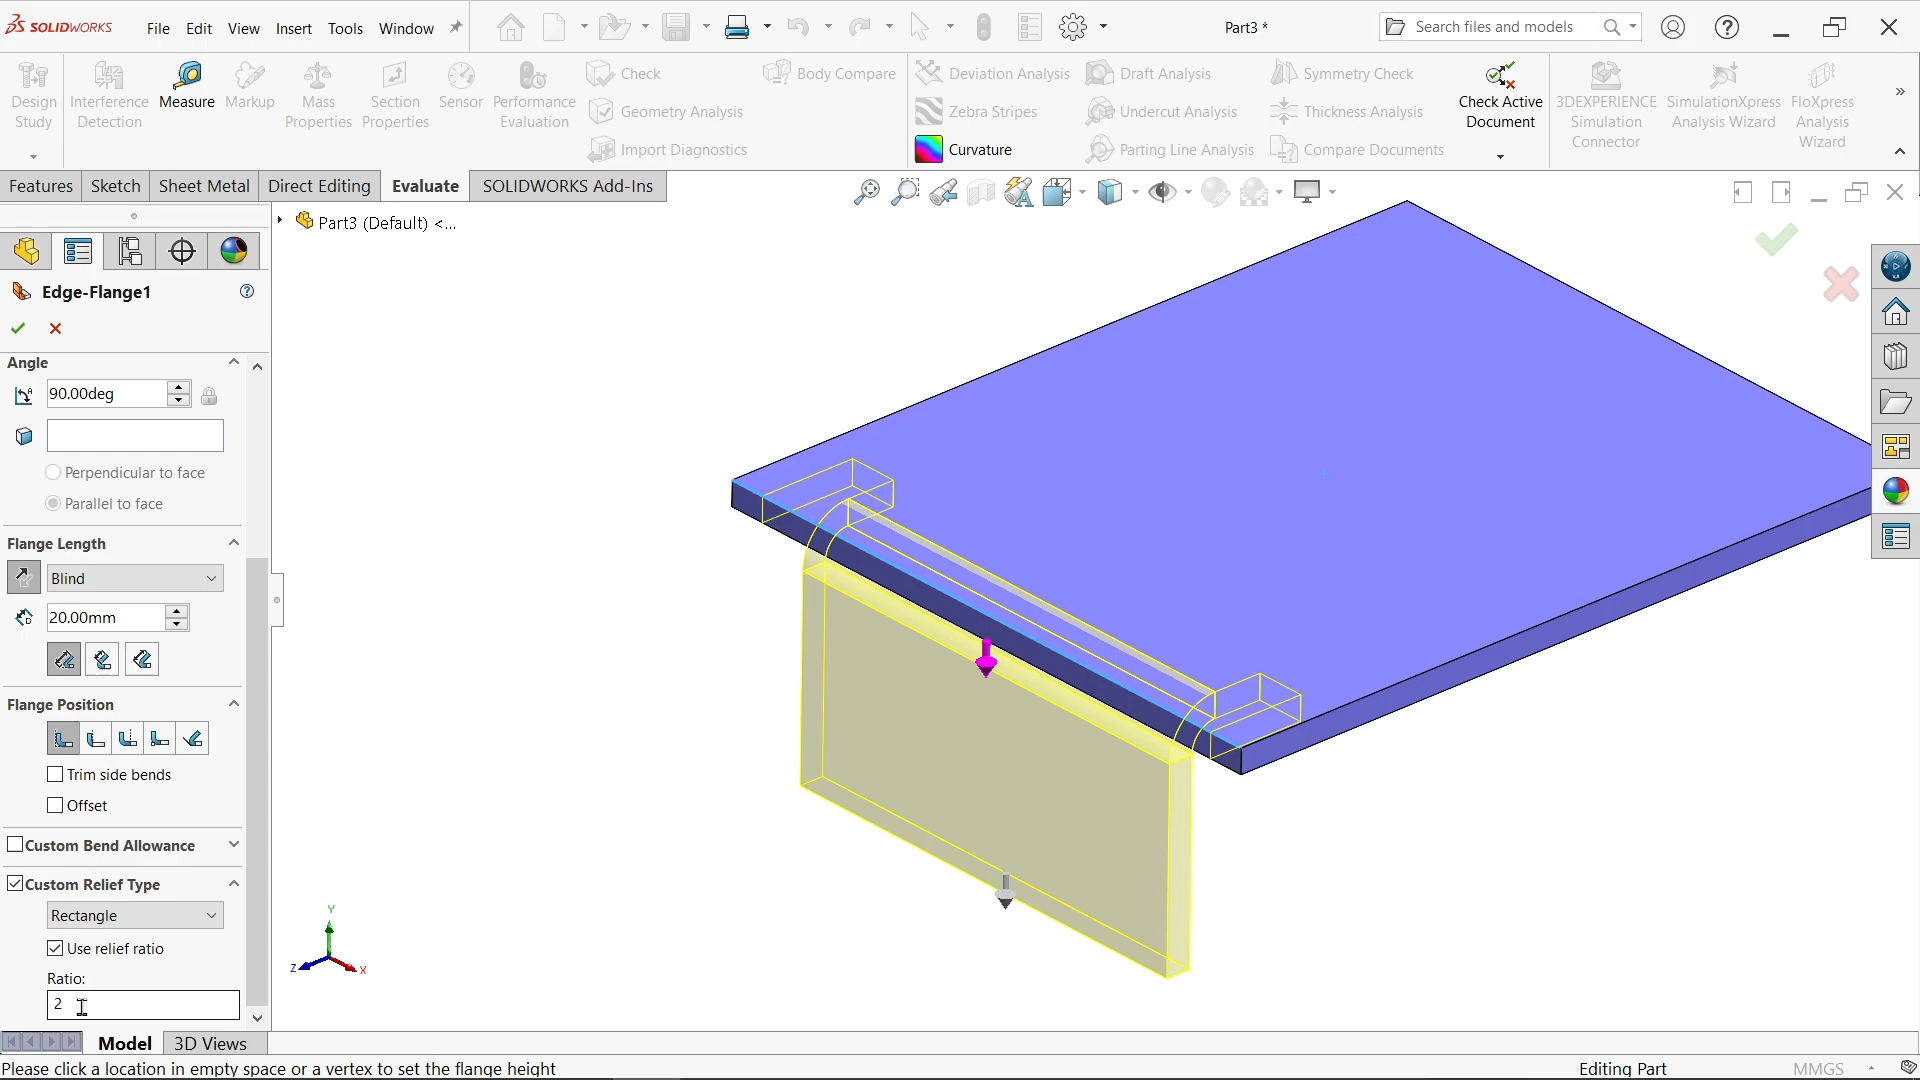 SOLIDWORKS
File Edit View Insert Tools Window
Part3 *
Search files and models
Design Study
Interference Detection
Measure
Markup
Mass Properties
Section Properties
Sensor
Performance Evaluation
Check
Geometry Analysis
Import Diagnostics
Body Compare
Deviation Analysis
Zebra Stripes
Curvature
Draft Analysis
Undercut Analysis
Parting Line Analysis
Symmetry Check
Thickness Analysis
Compare Documents
Check Active Document
3DEXPERIENCE Simulation Connector
SimulationXpress Analysis Wizard
FloXpress Analysis Wizard
Features Sketch Sheet Metal Direct Editing Evaluate SOLIDWORKS Add-Ins
Part3 (Default) <...
Edge-Flange1
Angle
90.00deg
Perpendicular to face
Parallel to face
Flange Length
Blind
20.00mm
Flange Position
Trim side bends
Offset
Custom Bend Allowance
Custom Relief Type
Rectangle
Use relief ratio
Ratio:
2
Y
Z
X
Model 3D Views
Please click a location in empty space or a vertex to set the flange height
Editing Part
MMGS